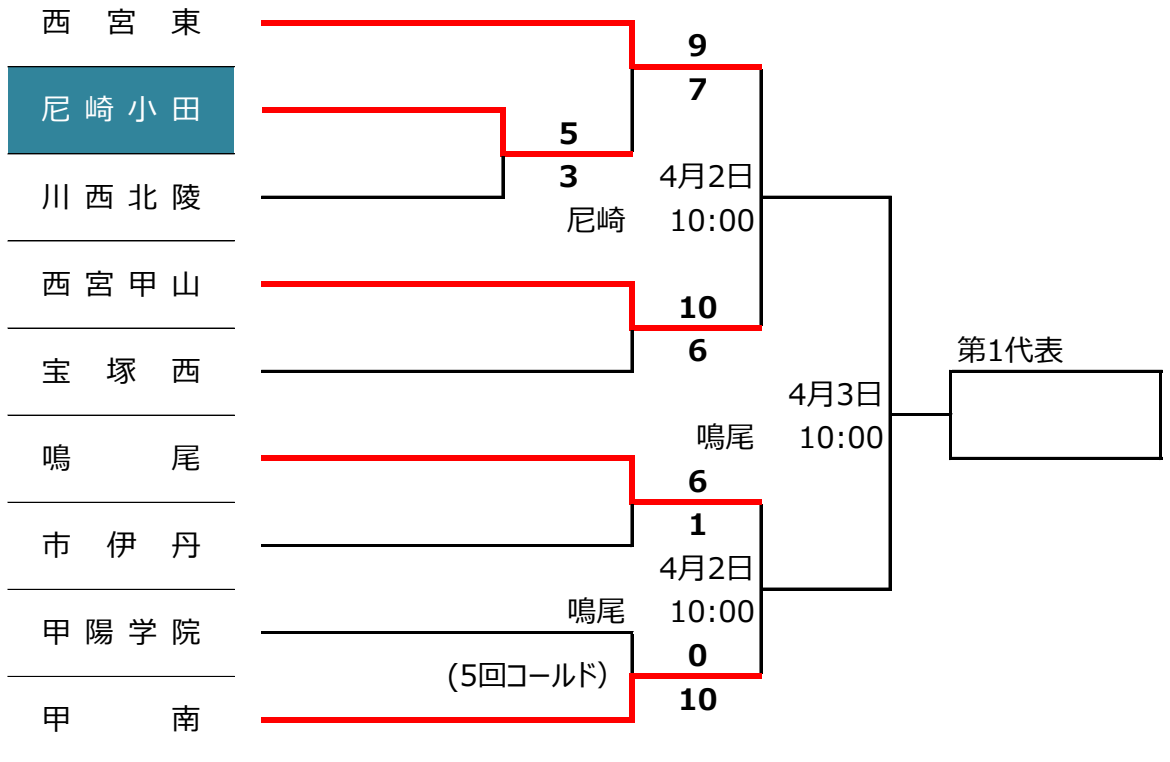 西宮東
9
7
尼崎小田
5
3
川西北陵
4月2日
尼崎 10:00
西宮甲山
10
6
宝塚西
第1代表
4月3日
鳴尾 10:00
鳴尾
6
1
市伊丹
4月2日
鳴尾 10:00
甲陽学院
0
(5回コールド)
10
甲南